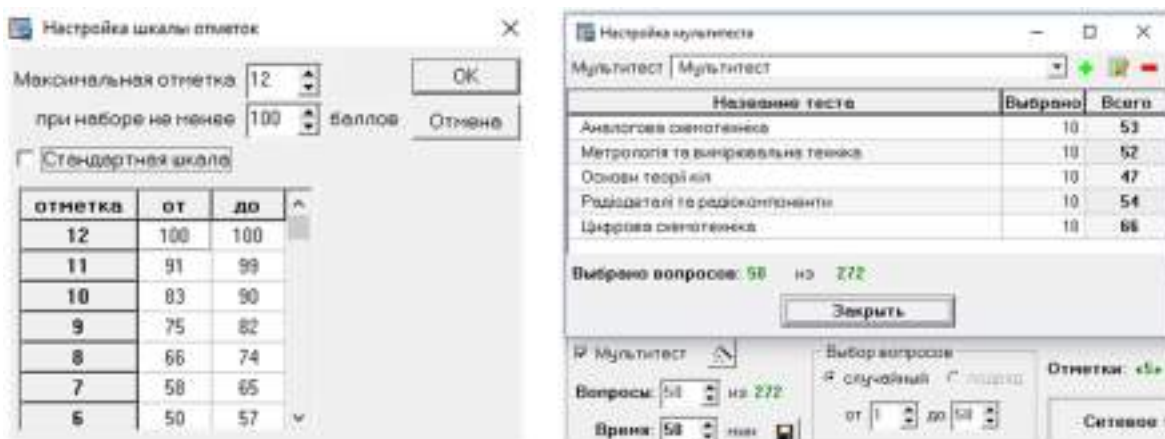 Настройка шкалы отметок
Максимальная отметка 12
OK
при наборе не менее 100 баллов
Отмена
Стандартная шкала
отметка от до
12 100 100
11 91 99
10 83 90
9 75 82
8 66 74
7 58 65
6 50 57
Настройка мультитеста
Мультитест Мультитест
Название теста Выбрано Всего
Аналогова схемотехніка 10 53
Метрологія та вимірювальна техніка 10 52
Основи теорії кіл 10 47
Радіодеталі та радіокомпоненти 10 54
Цифрова схемотехніка 10 66
Выбрано вопросов: 50 из 272
Закрыть
Мультитест
Выбор вопросов
Отметки: «5»
случайный подряд
Вопросы: 50 из 272
от 1 до 50
Сетевое
Время: 50 мин